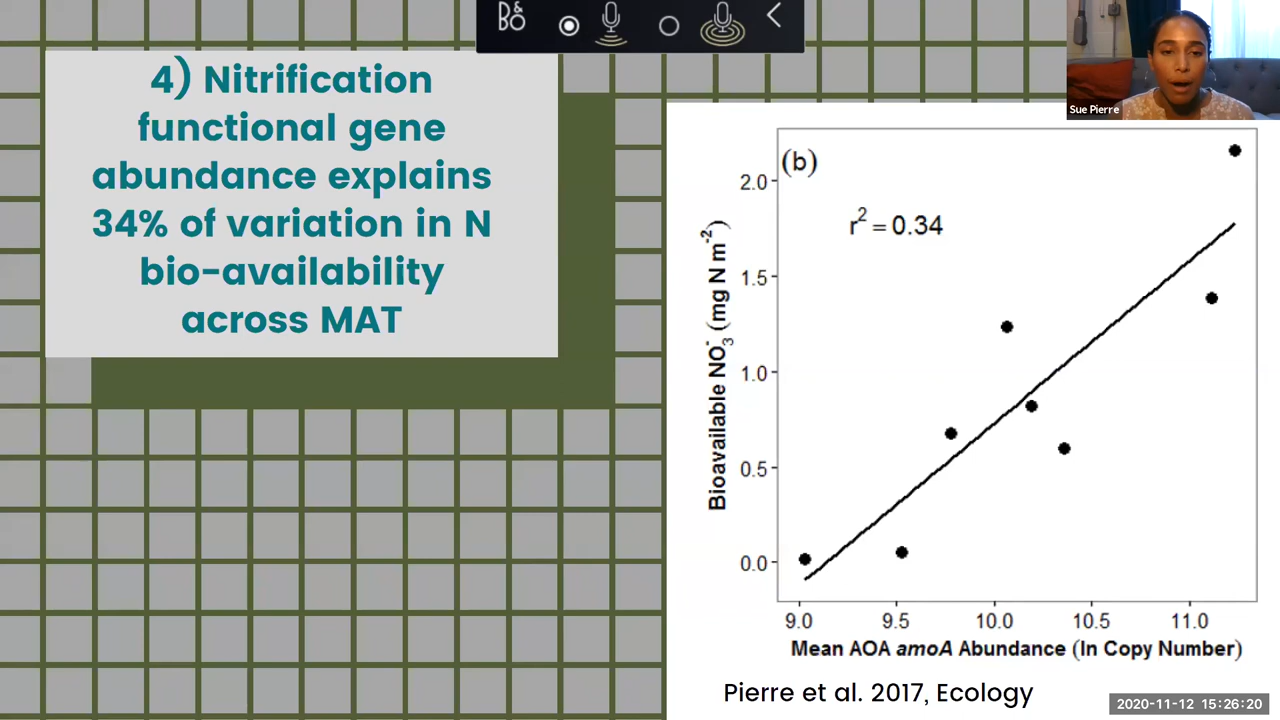 B&O
4) Nitrification
functional gene
abundance explains
34% of variation in N
bio-availability
across MAT
Sue Pierre
(b)
r² = 0.34
Bioavailable NO₃⁻ (mg N m⁻²)
2.0
1.5
1.0
0.5
0.0
9.0 9.5 10.0 10.5 11.0
Mean AOA amoA Abundance (ln Copy Number)
Pierre et al. 2017, Ecology
2020-11-12 15:26:20